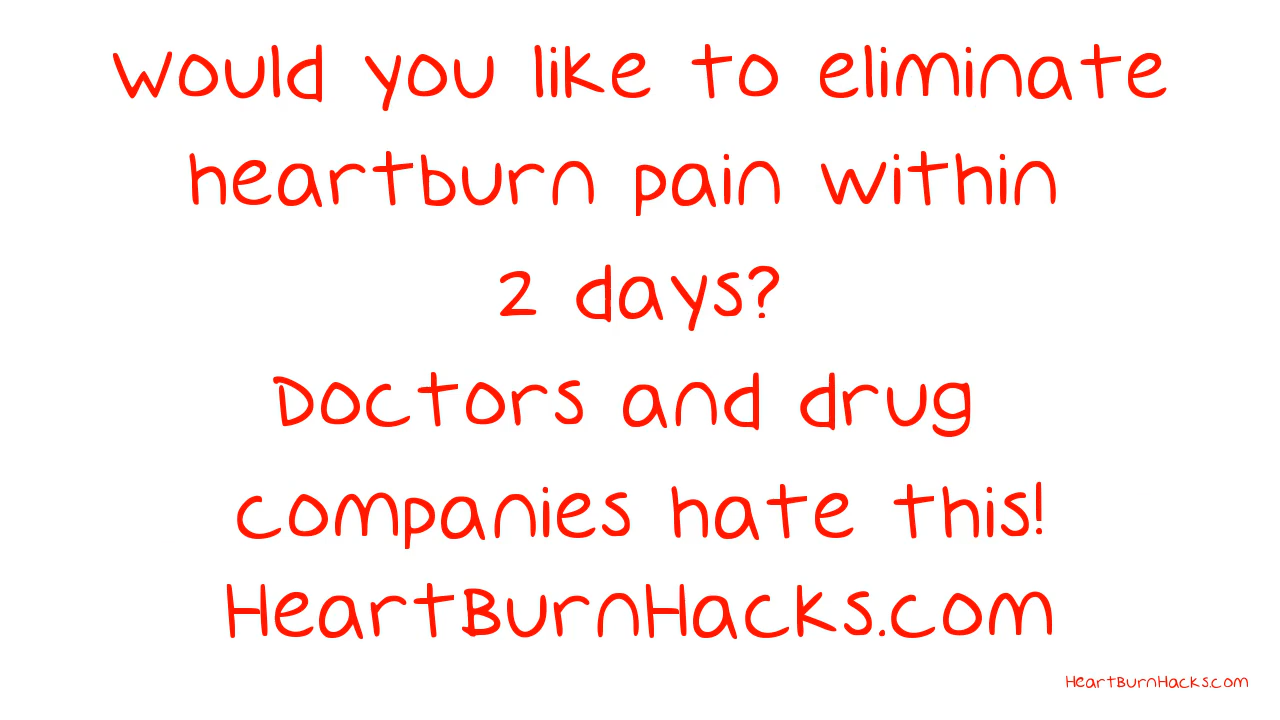 Would you like to eliminate
heartburn pain within
2 days?
Doctors and drug
companies hate this!
HeartBurnHacks.com
HeartBurnHacks.com